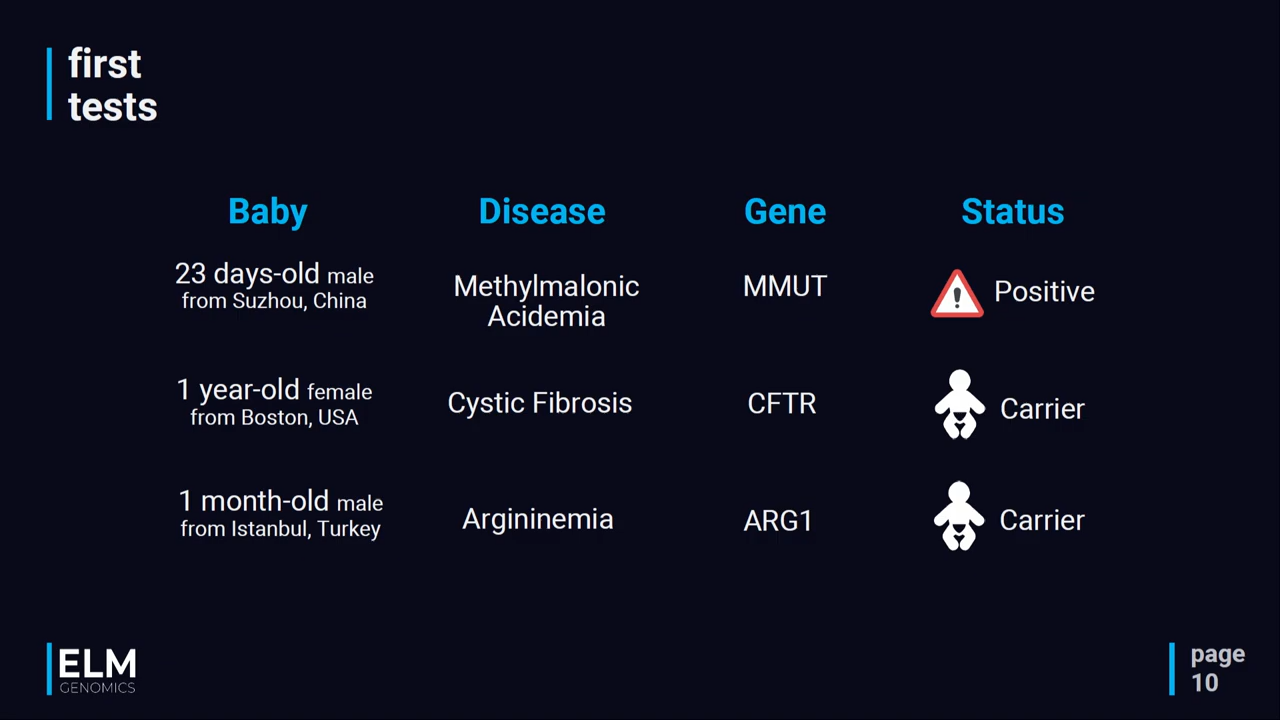 first
tests
Baby Disease Gene Status
23 days-old male
from Suzhou, China
Methylmalonic
Acidemia
MMUT
Positive
1 year-old female
from Boston, USA
Cystic Fibrosis
CFTR
Carrier
1 month-old male
from Istanbul, Turkey
Argininemia
ARG1
Carrier
ELM
GENOMICS
page
10